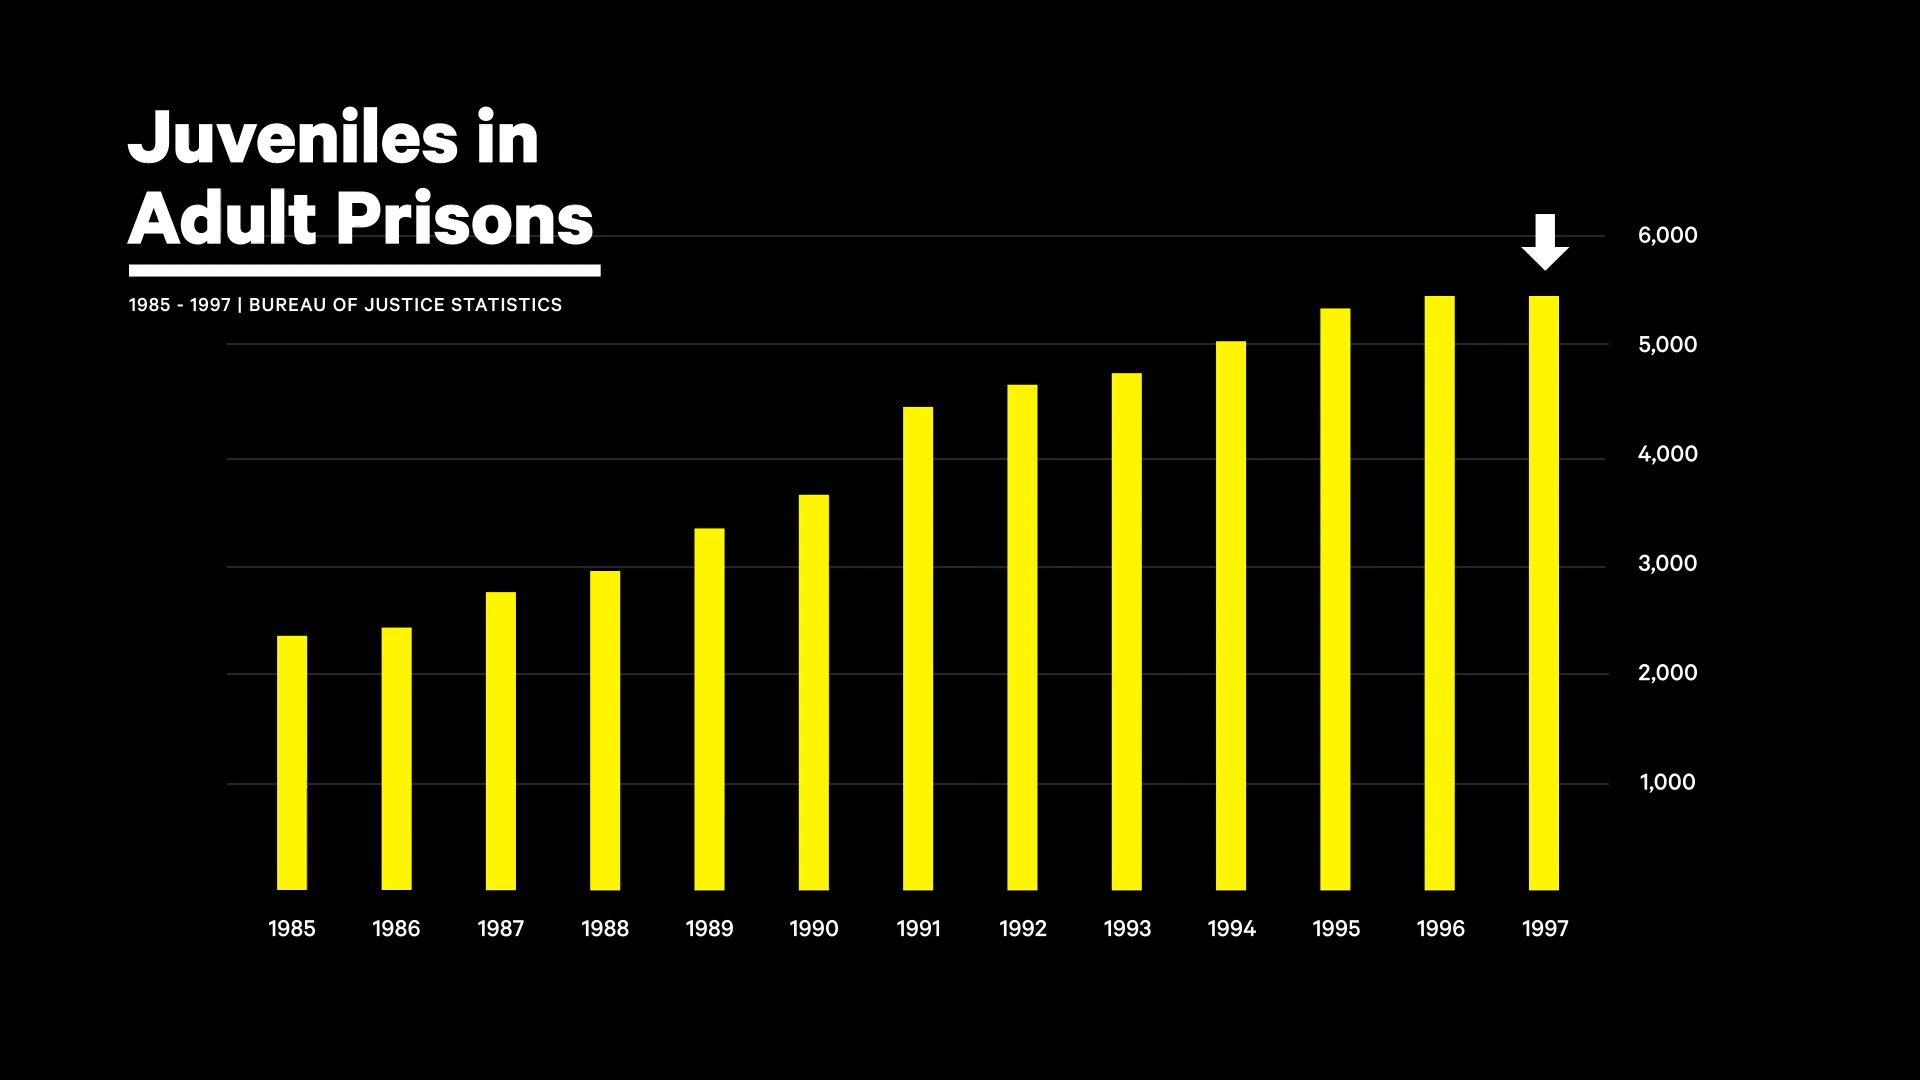 Juveniles in
Adult Prisons
1985 - 1997 | BUREAU OF JUSTICE STATISTICS
6,000
5,000
4,000
3,000
2,000
1,000
1985 1986 1987 1988 1989 1990 1991 1992 1993 1994 1995 1996 1997